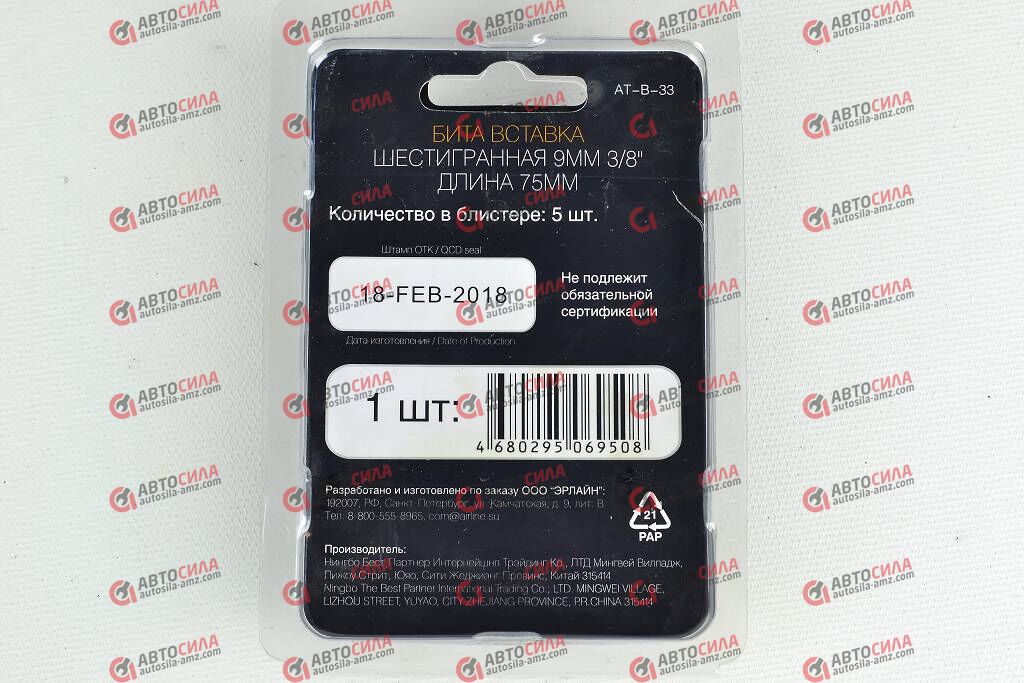 AT-B-33
БИТА ВСТАВКА
ШЕСТИГРАННАЯ 9ММ 3/8"
ДЛИНА 75ММ
Количество в блистере: 5 шт.
Штамп ОТК / QCD seal
18-FEB-2018
Дата изготовления / Date of Production
Не подлежит
обязательной
сертификации
1 шт:
4 680295 069508
Разработано и изготовлено по заказу ООО "ЭРЛАЙН":
192007, РФ, Санкт-Петербург, ул. Камчатская, д. 9, лит. В
Тел: 8-800-555-8965, com@airline.su
21
PAP
Производитель:
Нингбо Бест Партнер Интернейшнл Трэйдинг Ко., ЛТД Мингвей Вилладж,
Лижоу Стрит, Юяо, Сити Жеджианг Провинс, Китай 315414
Ningbo The Best Partner International Trading Co., LTD. MINGWEI VILLAGE,
LIZHOU STREET, YUYAO, CITY ZHEJIANG PROVINCE, P.R.CHINA 315414
АВТОСИЛА
autosila-amz.com